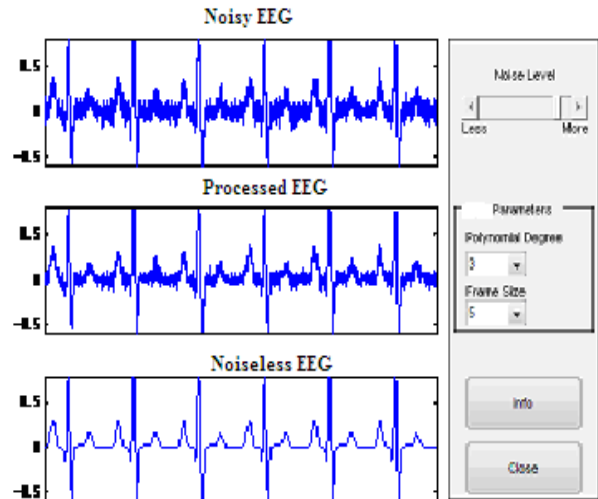 Noisy EEG
0.5
0
-0.5
Processed EEG
0.5
0
-0.5
Noiseless EEG
0.5
0
-0.5
Noise Level
Less More
Parameters
Polynomial Degree
3
Frame Size
5
Info
Close